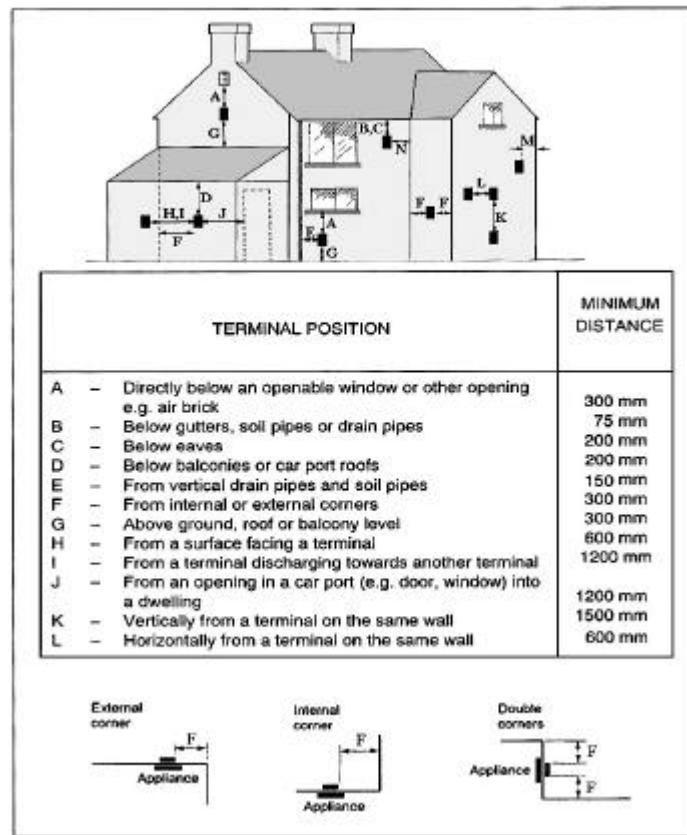 A
G
B,C
N
M
D
H,I
J
F
A
F
G
F
F
L
K
TERMINAL POSITION
MINIMUM
DISTANCE
A – Directly below an openable window or other opening
e.g. air brick 300 mm
B – Below gutters, soil pipes or drain pipes 75 mm
C – Below eaves 200 mm
D – Below balconies or car port roofs 200 mm
E – From vertical drain pipes and soil pipes 150 mm
F – From internal or external corners 300 mm
G – Above ground, roof or balcony level 300 mm
H – From a surface facing a terminal 600 mm
I – From a terminal discharging towards another terminal 1200 mm
J – From an opening in a car port (e.g. door, window) into
a dwelling 1200 mm
K – Vertically from a terminal on the same wall 1500 mm
L – Horizontally from a terminal on the same wall 600 mm
External
corner
F
Appliance
Internal
corner
F
Appliance
Double
corners
Appliance
F
F